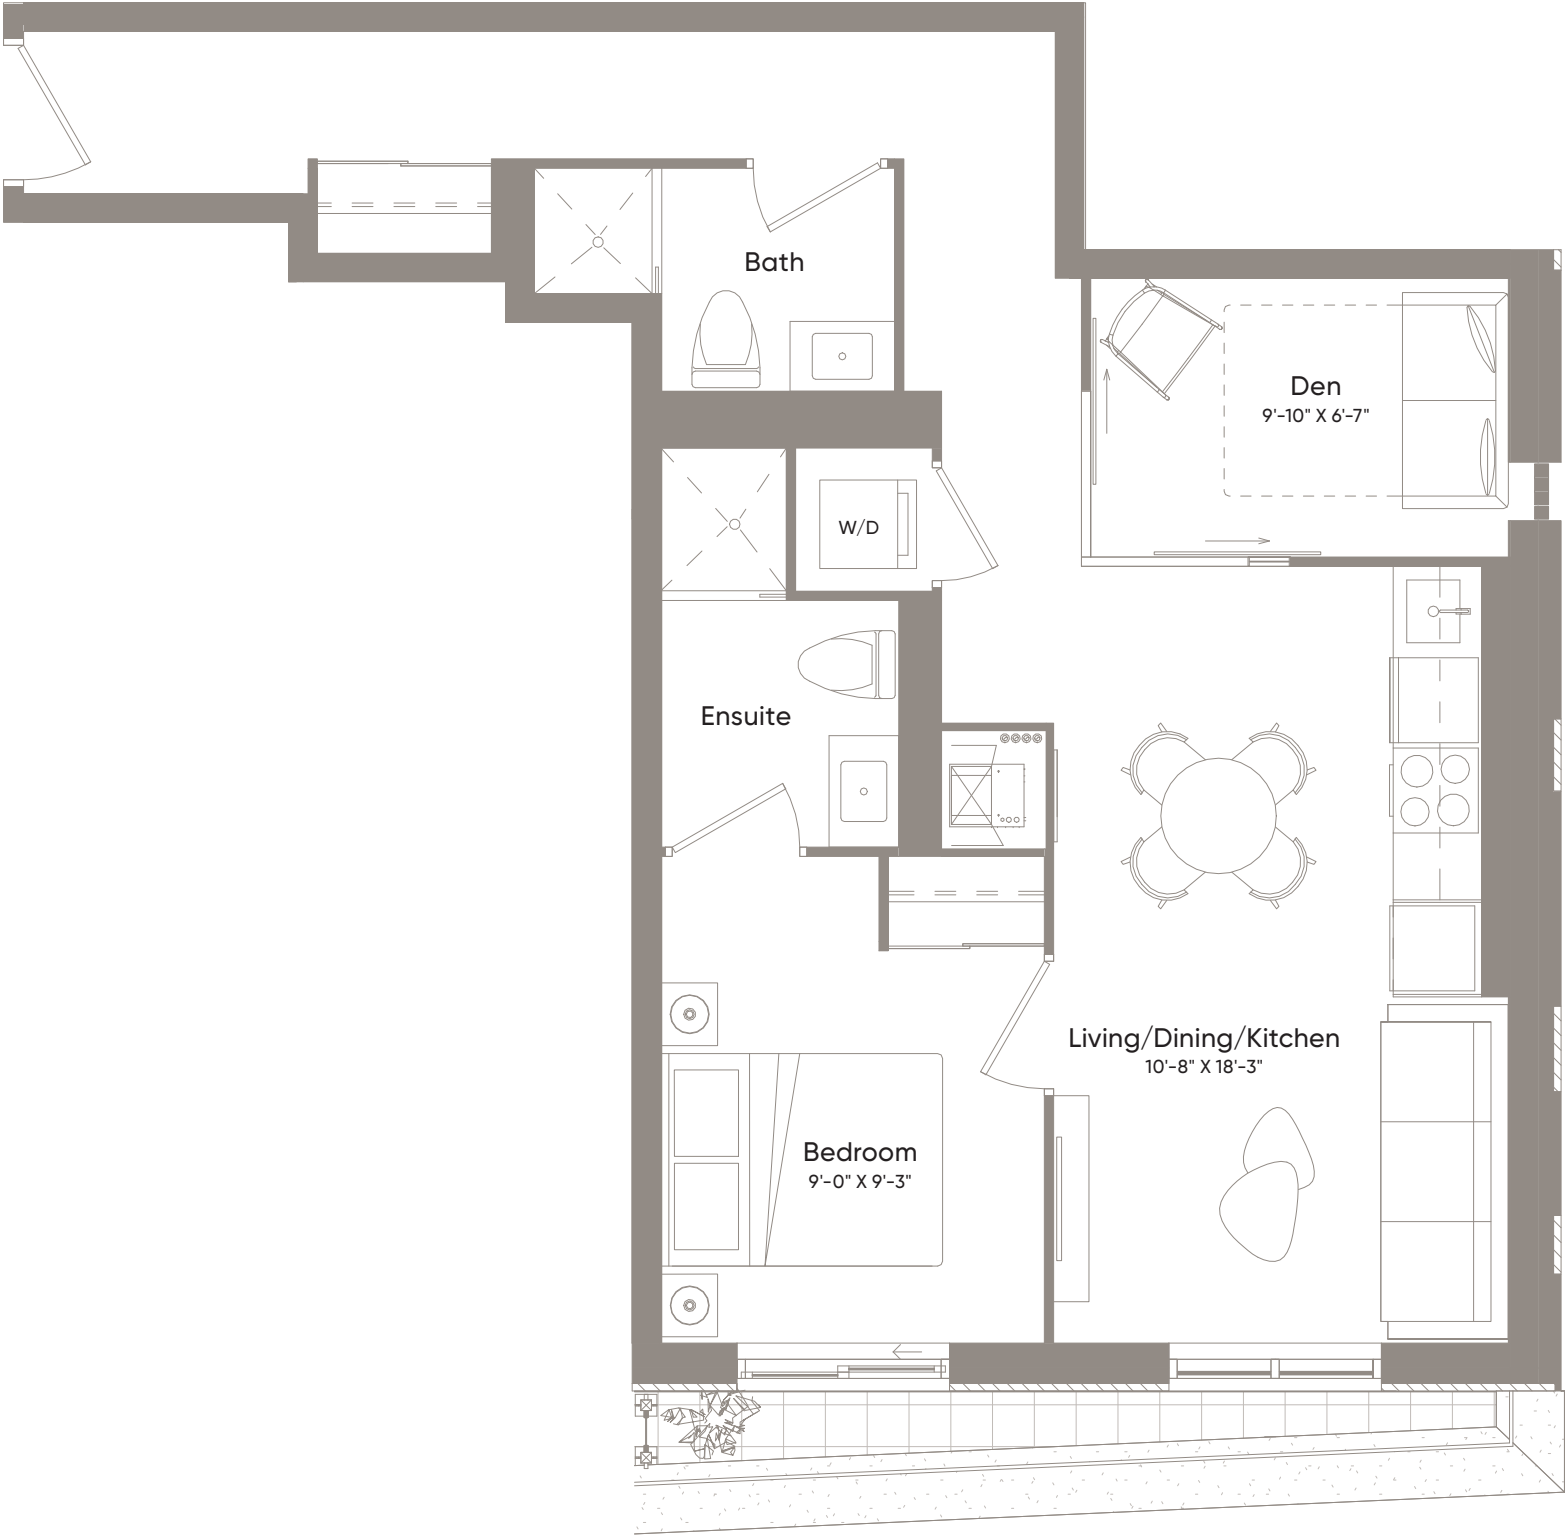 Bath
Den
9'-10" X 6'-7"
W/D
Ensuite
Living/Dining/Kitchen
10'-8" X 18'-3"
Bedroom
9'-0" X 9'-3"